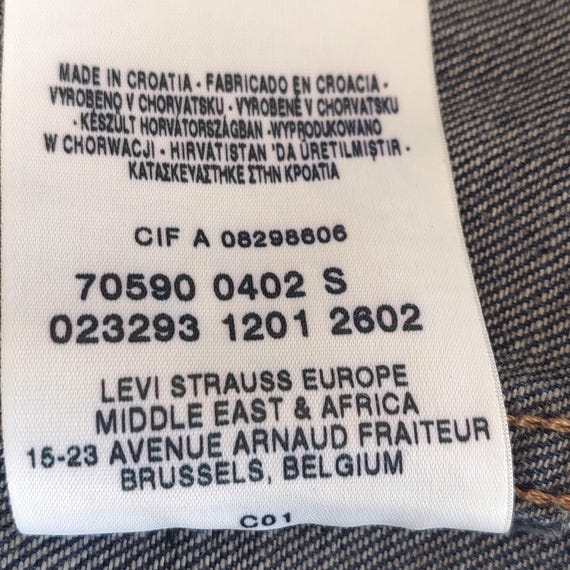 MADE IN CROATIA - FABRICADO EN CROACIA -
VYROBENO V CHORVATSKU - VYROBENÉ V CHORVATSKU
- KÉSZÜLT HORVÁTORSZÁGBAN -WYPRODUKOWANO
W CHORWACJI - HIRVATISTAN 'DA ÜRETILMIŞTIR -
ΚΑΤΑΣΚΕΥΑΣΤΗΚΕ ΣΤΗΝ ΚΡΟΑΤΙΑ
CIF A 08298606
70590 0402 S
023293 1201 2602
LEVI STRAUSS EUROPE
MIDDLE EAST & AFRICA
15-23 AVENUE ARNAUD FRAITEUR
BRUSSELS, BELGIUM
C01